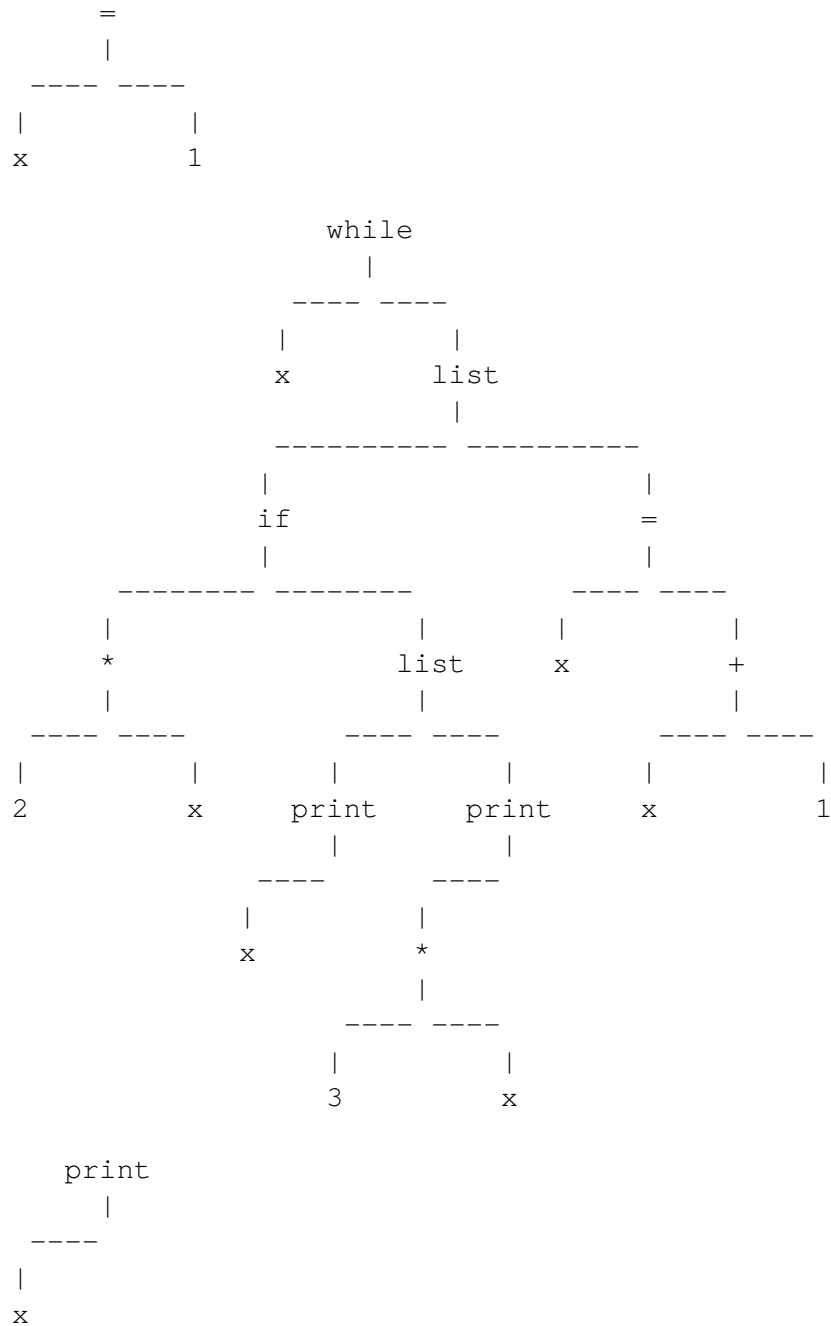 =
|
---- ----
| |
x 1
while
|
---- ----
| |
x list
|
---------- ----------
| |
if =
| |
-------- -------- ---- ----
| | | |
* list x +
| | |
---- ---- ---- ---- ---- ----
| | | | | |
2 x print print x 1
| |
---- ----
| |
x *
|
---- ----
| |
3 x
print
|
----
|
x